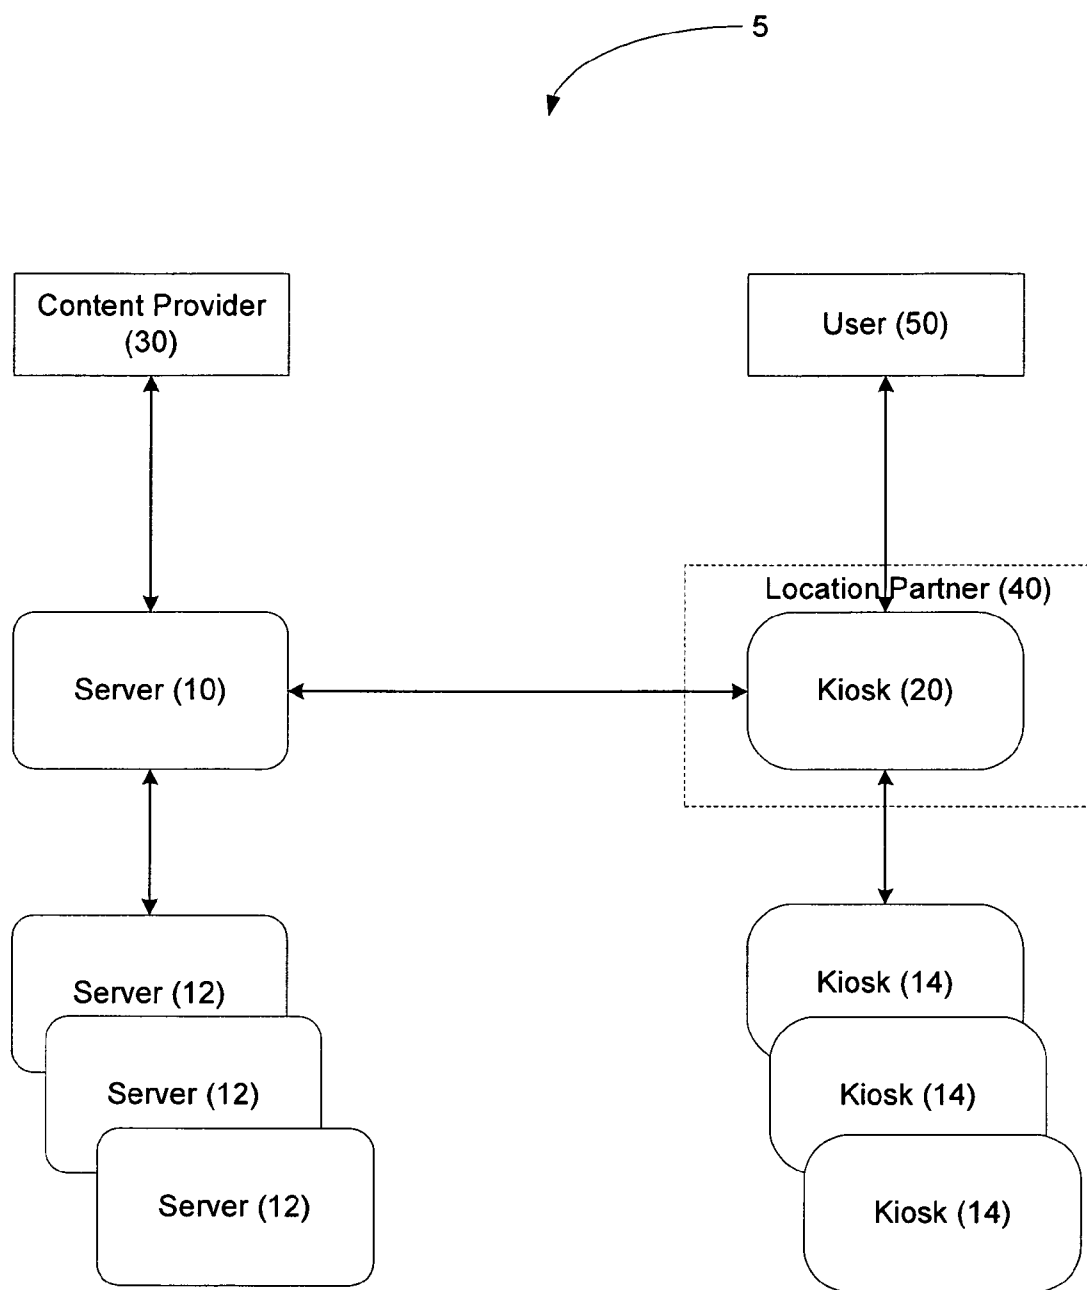 5
Content Provider
(30)
User (50)
Location Partner (40)
Server (10)
Kiosk (20)
Server (12)
Kiosk (14)
Server (12)
Kiosk (14)
Server (12)
Kiosk (14)